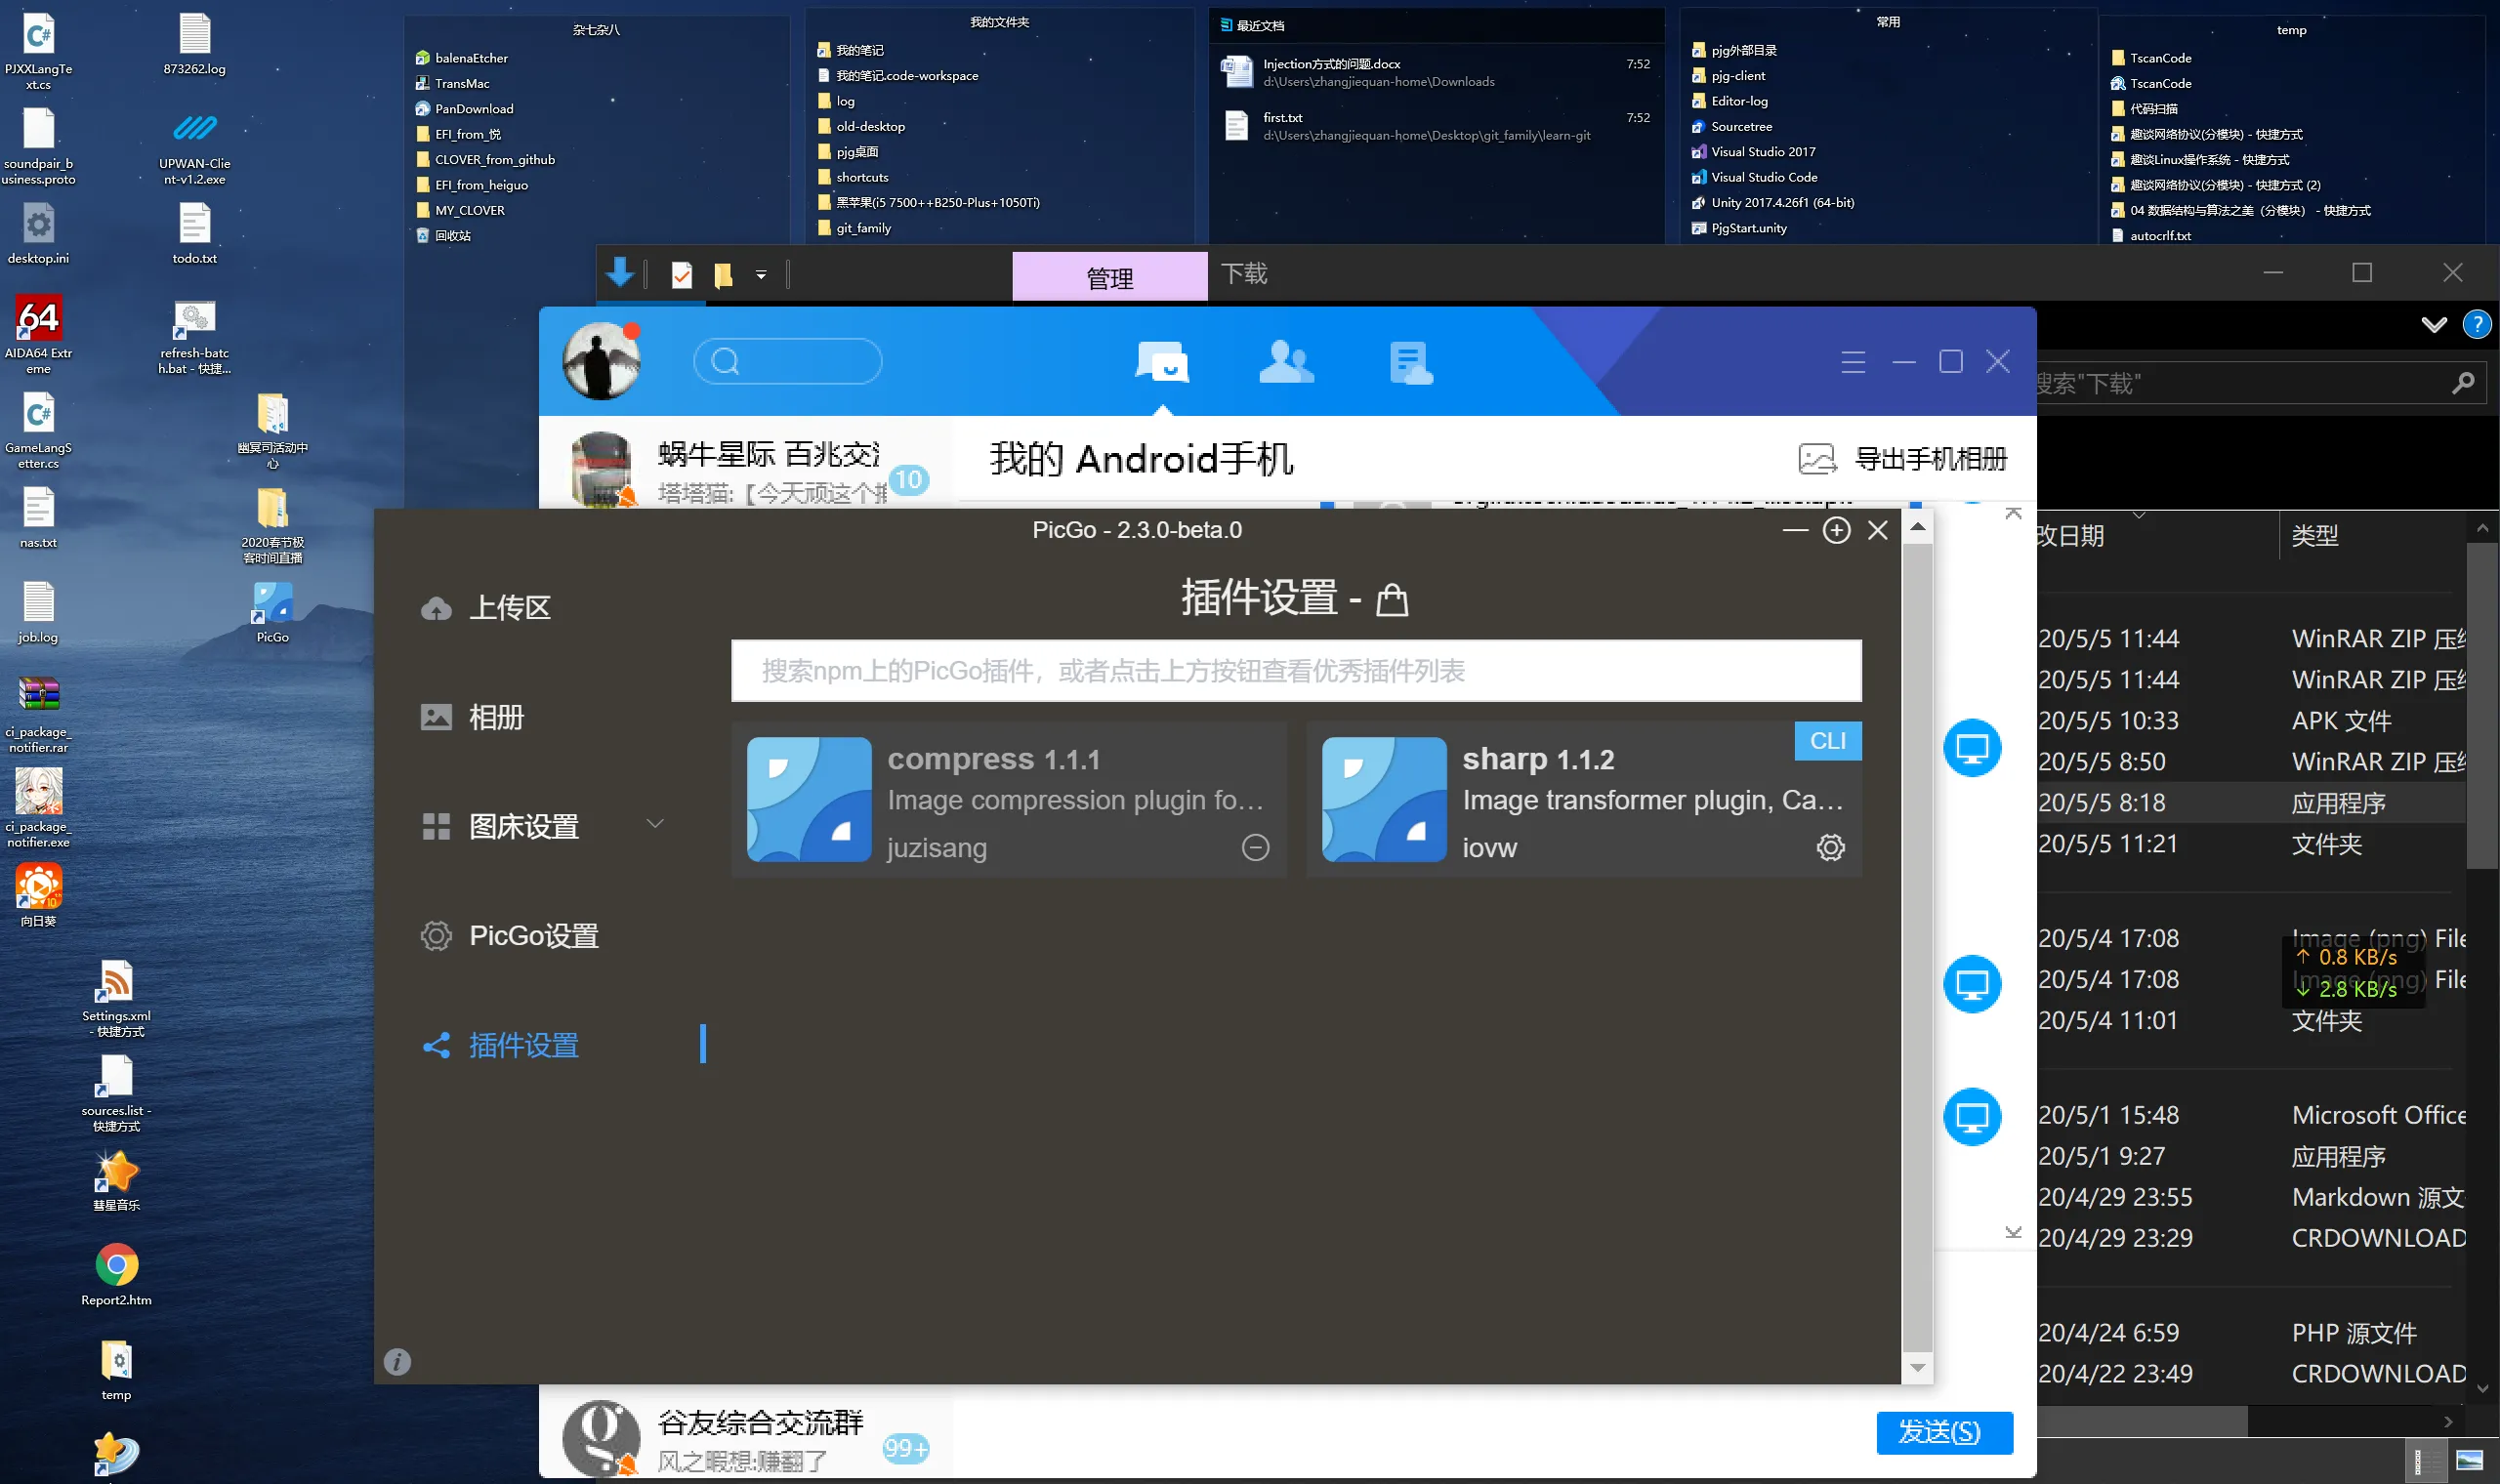 PJXXLangTe
xt.cs
873262.log
soundpair_b
usiness.proto
UPWAN-Clie
nt-v1.2.exe
desktop.ini
todo.txt
64
AIDA64 Extr
eme
refresh-batc
h.bat - 快捷...
GameLangS
etter.cs
幽冥司活动中
心
nas.txt
2020春节极
客时间直播
job.log
PicGo
ci_package_
notifier.rar
ci_package_
notifier.exe
向日葵
Settings.xml
- 快捷方式
sources.list -
快捷方式
彗星音乐
Report2.htm
temp
杂七杂八
balenaEtcher
TransMac
PanDownload
EFI_from_悦
CLOVER_from_github
EFI_from_heiguo
MY_CLOVER
回收站
我的文件夹
我的笔记
我的笔记.code-workspace
log
old-desktop
pjg桌面
shortcuts
黑苹果(i5 7500++B250-Plus+1050Ti)
git_family
最近文档
Injection方式的问题.docx 7:52
d:\Users\zhangjiequan-home\Downloads
first.txt 7:52
d:\Users\zhangjiequan-home\Desktop\git_family\learn-git
常用
pjg外部目录
pjg-client
Editor-log
Sourcetree
Visual Studio 2017
Visual Studio Code
Unity 2017.4.26f1 (64-bit)
PjgStart.unity
temp
TscanCode
TscanCode
代码扫描
趣谈网络协议(分模块) - 快捷方式
趣谈Linux操作系统 - 快捷方式
趣谈网络协议(分模块) - 快捷方式 (2)
04 数据结构与算法之美（分模块） - 快捷方式
autocrlf.txt
管理
下载
搜索"下载"
蜗牛星际 百兆交
塔塔猫:【今天顽这个
10
我的 Android手机
导出手机相册
PicGo - 2.3.0-beta.0
上传区
相册
图床设置
PicGo设置
插件设置
插件设置 -
搜索npm上的PicGo插件，或者点击上方按钮查看优秀插件列表
compress 1.1.1
Image compression plugin fo...
juzisang
CLI
sharp 1.1.2
Image transformer plugin, Ca...
iovw
改日期 类型
20/5/5 11:44 WinRAR ZIP 压
20/5/5 11:44 WinRAR ZIP 压
20/5/5 10:33 APK 文件
20/5/5 8:50 WinRAR ZIP 压
20/5/5 8:18 应用程序
20/5/5 11:21 文件夹
20/5/4 17:08 Image (png) File
20/5/4 17:08 Image (png) File
20/5/4 11:01 文件夹
↑ 0.8 KB/s
↓ 2.8 KB/s
20/5/1 15:48 Microsoft Office
20/5/1 9:27 应用程序
20/4/29 23:55 Markdown 源文
20/4/29 23:29 CRDOWNLOAD
20/4/24 6:59 PHP 源文件
20/4/22 23:49 CRDOWNLOAD
谷友综合交流群
风之暇想:赚翻了
99+
发送(S)